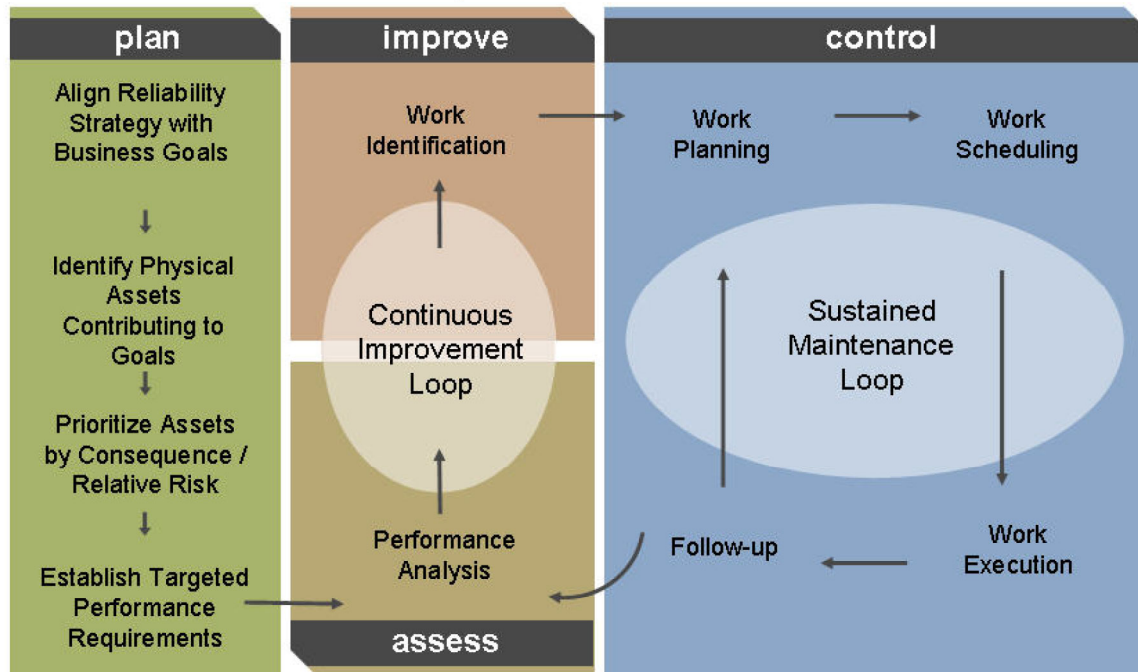 plan
Align Reliability
Strategy with
Business Goals
Identify Physical
Assets
Contributing to
Goals
Prioritize Assets
by Consequence /
Relative Risk
Establish Targeted
Performance
Requirements
improve
Work
Identification
Continuous
Improvement
Loop
Performance
Analysis
assess
control
Work
Planning
Work
Scheduling
Sustained
Maintenance
Loop
Follow-up
Work
Execution